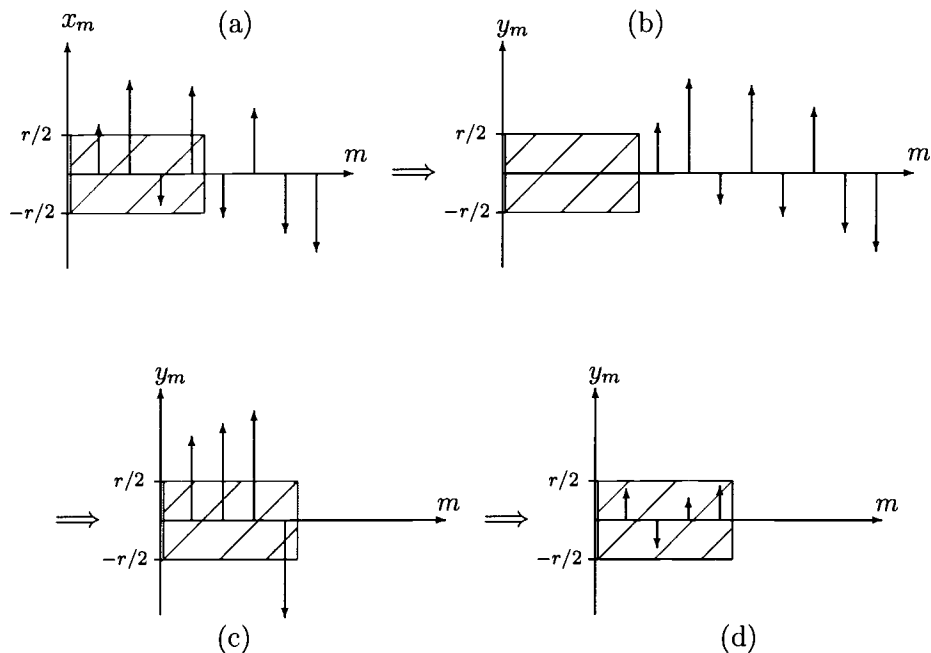 (a)
x_m
r/2
-r/2
m
⟹
(b)
y_m
r/2
-r/2
m
⟹
y_m
r/2
-r/2
m
(c)
⟹
y_m
r/2
-r/2
m
(d)